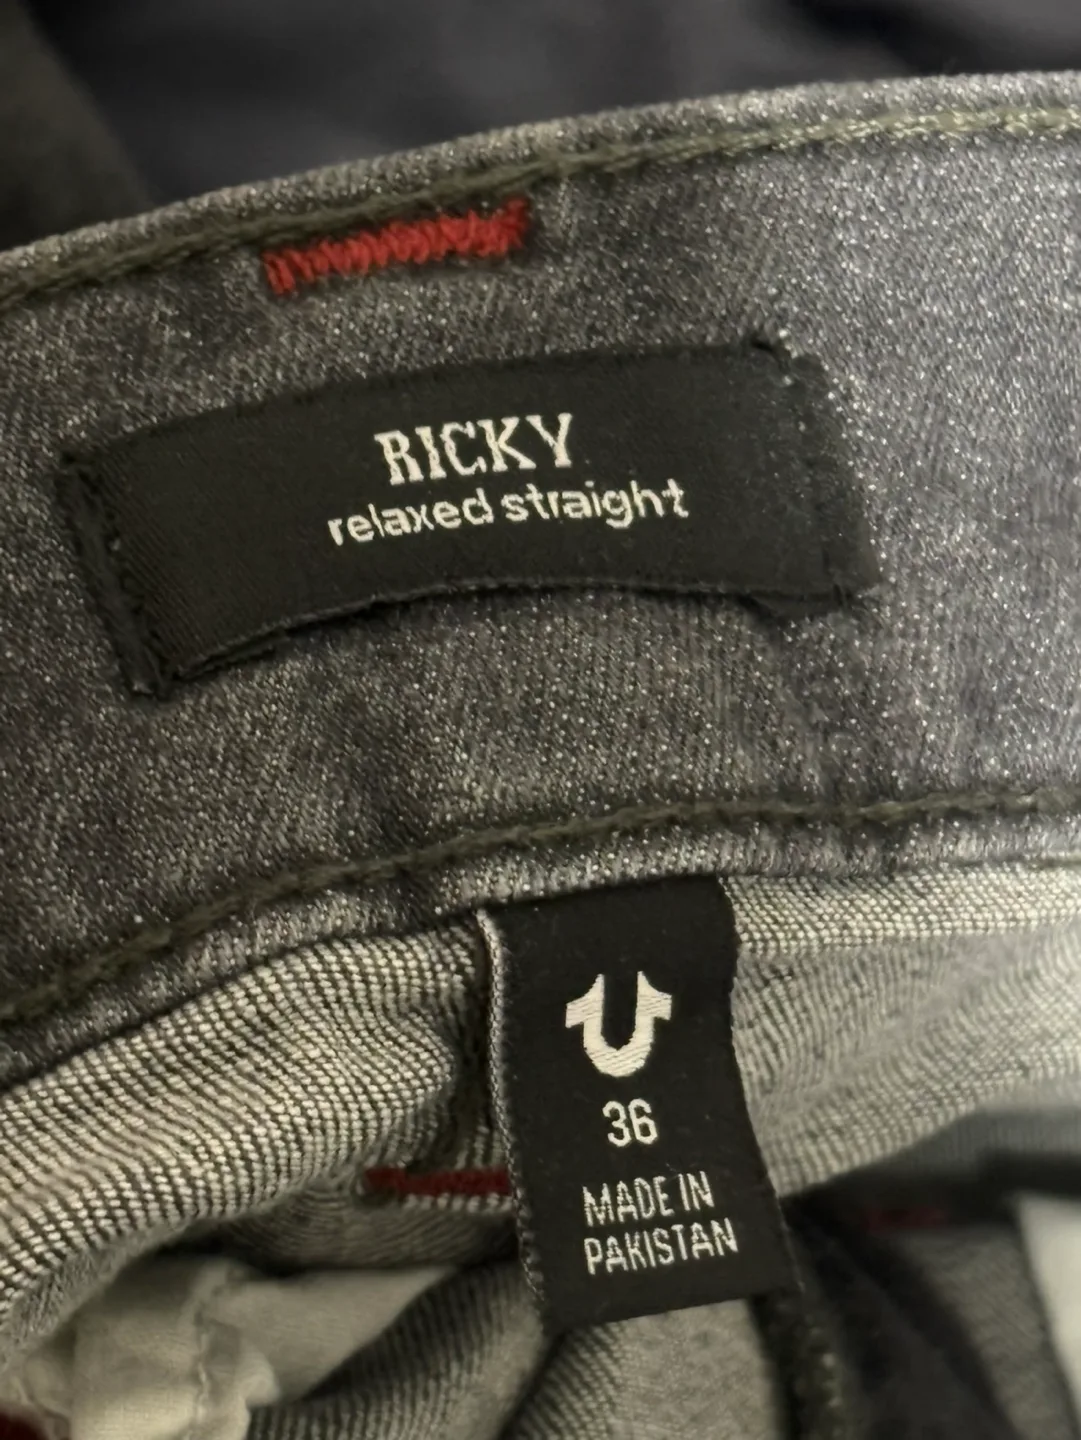 RICKY
relaxed straight
36
MADE IN
PAKISTAN